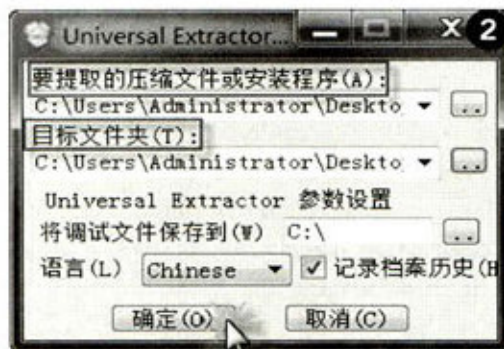 Universal Extractor... 2
要提取的压缩文件或安装程序(A):
C:\Users\Administrator\Deskto ..
目标文件夹(T):
C:\Users\Administrator\Deskto ..
Universal Extractor 参数设置
将调试文件保存到(W) C:\ ..
语言(L) Chinese 记录档案历史(H
确定(O) 取消(C)